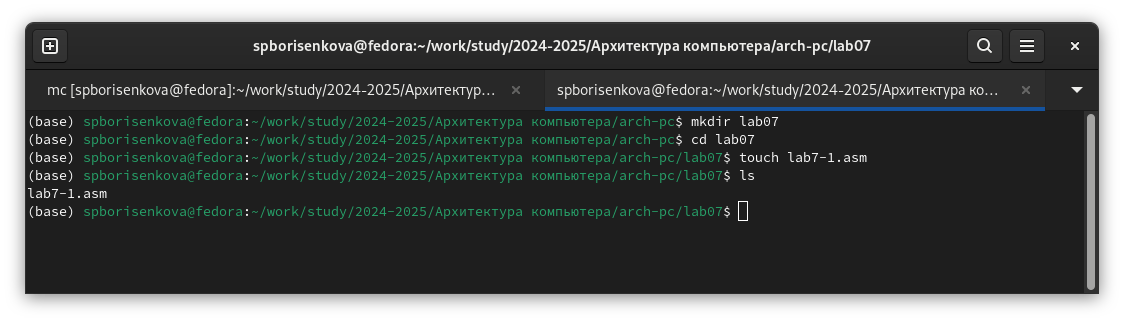 spborisenkova@fedora:~/work/study/2024-2025/Архитектура компьютера/arch-pc/lab07
mc [spborisenkova@fedora]:~/work/study/2024-2025/Архитектур...
spborisenkova@fedora:~/work/study/2024-2025/Архитектура ко...
(base) spborisenkova@fedora:~/work/study/2024-2025/Архитектура компьютера/arch-pc$ mkdir lab07
(base) spborisenkova@fedora:~/work/study/2024-2025/Архитектура компьютера/arch-pc$ cd lab07
(base) spborisenkova@fedora:~/work/study/2024-2025/Архитектура компьютера/arch-pc/lab07$ touch lab7-1.asm
(base) spborisenkova@fedora:~/work/study/2024-2025/Архитектура компьютера/arch-pc/lab07$ ls
lab7-1.asm
(base) spborisenkova@fedora:~/work/study/2024-2025/Архитектура компьютера/arch-pc/lab07$